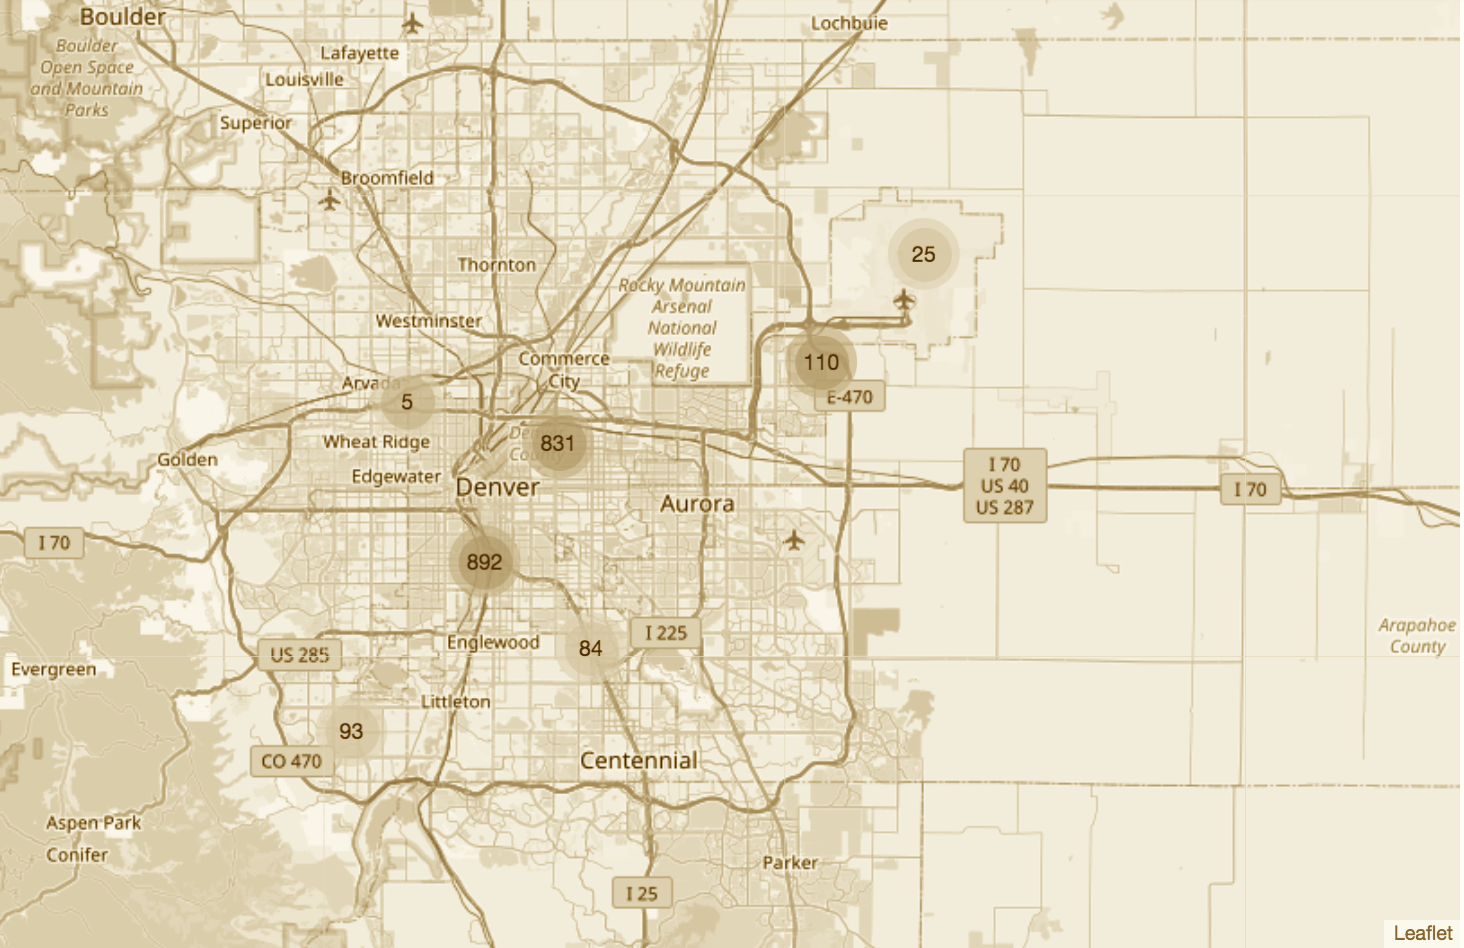 Boulder
Lochbuie
Boulder
Open Space
and Mountain
Parks
Lafayette
Louisville
Superior
Broomfield
Thornton
25
Rocky Mountain
Arsenal
National
Wildlife
Refuge
Westminster
Commerce
City
110
E-470
Arvada
5
Wheat Ridge
831
Golden
Edgewater
Denver
Aurora
I 70
US 40
US 287
I 70
I 70
892
Englewood
84
I 225
US 285
Arapahoe
County
Evergreen
Littleton
93
CO 470
Centennial
Aspen Park
Conifer
Parker
I 25
Leaflet